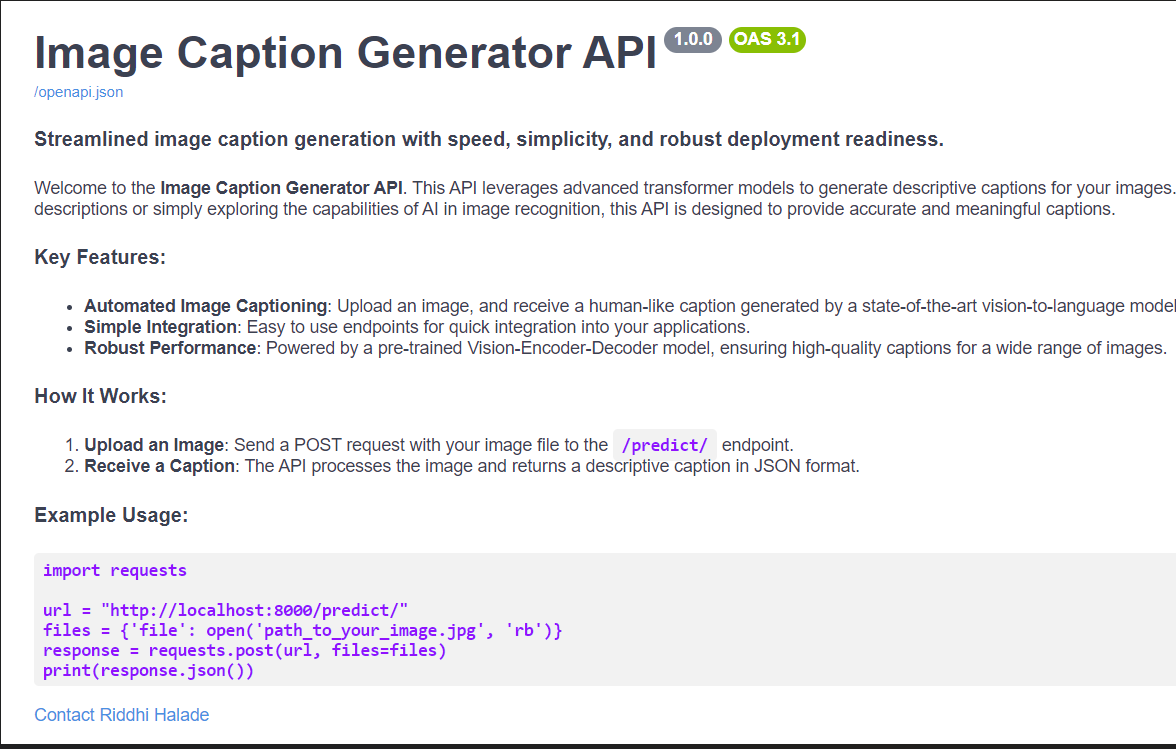 Image Caption Generator API 1.0.0 OAS 3.1
/openapi.json
Streamlined image caption generation with speed, simplicity, and robust deployment readiness.
Welcome to the Image Caption Generator API. This API leverages advanced transformer models to generate descriptive captions for your images.
descriptions or simply exploring the capabilities of AI in image recognition, this API is designed to provide accurate and meaningful captions.
Key Features:
• Automated Image Captioning: Upload an image, and receive a human-like caption generated by a state-of-the-art vision-to-language model
• Simple Integration: Easy to use endpoints for quick integration into your applications.
• Robust Performance: Powered by a pre-trained Vision-Encoder-Decoder model, ensuring high-quality captions for a wide range of images.
How It Works:
1. Upload an Image: Send a POST request with your image file to the /predict/ endpoint.
2. Receive a Caption: The API processes the image and returns a descriptive caption in JSON format.
Example Usage:
import requests
url = "http://localhost:8000/predict/"
files = {'file': open('path_to_your_image.jpg', 'rb')}
response = requests.post(url, files=files)
print(response.json())
Contact Riddhi Halade